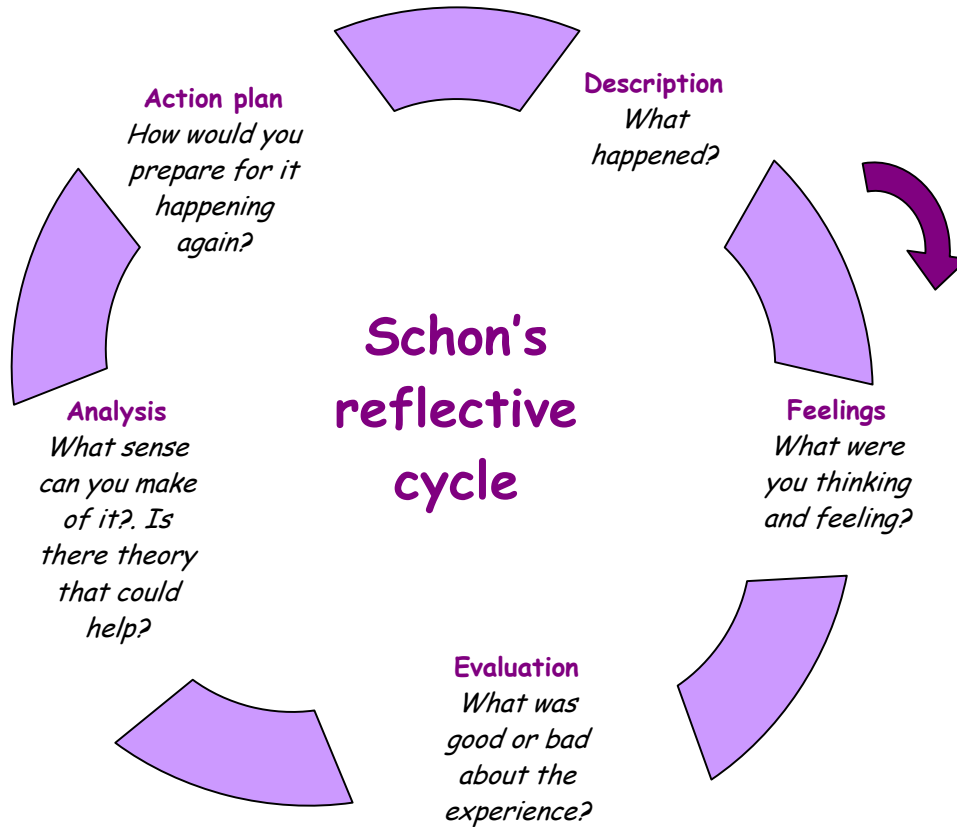 Schon's
reflective
cycle
Description
What
happened?
Feelings
What were
you thinking
and feeling?
Evaluation
What was
good or bad
about the
experience?
Analysis
What sense
can you make
of it?. Is
there theory
that could
help?
Action plan
How would you
prepare for it
happening
again?